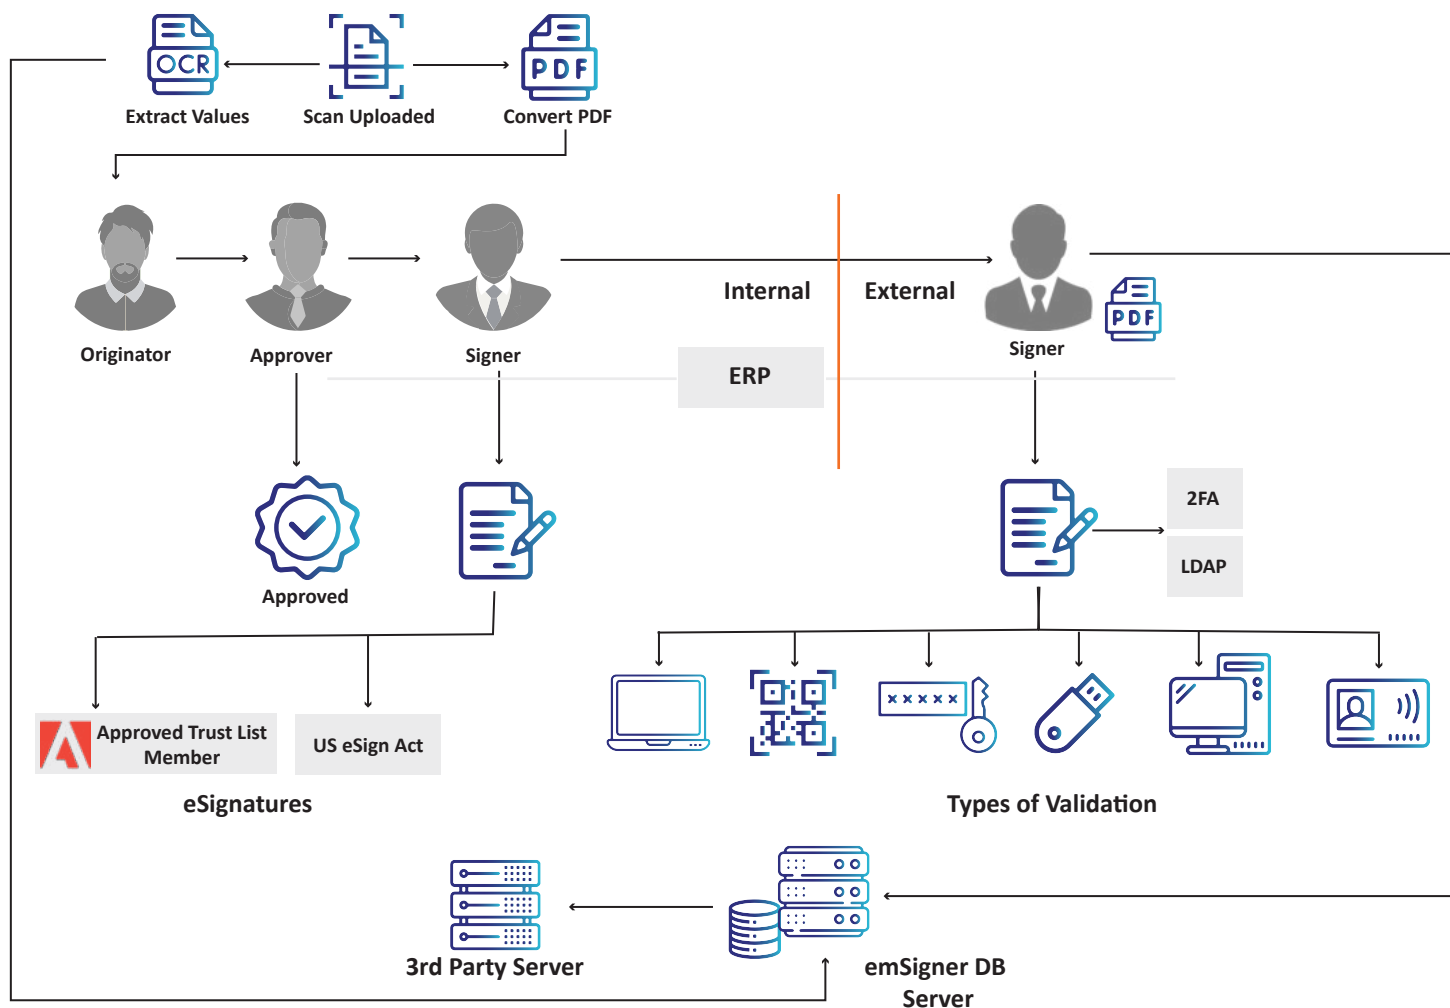 OCR
PDF
Extract Values
Scan Uploaded
Convert PDF
Internal
External
PDF
Originator
Approver
Signer
Signer
ERP
2FA
LDAP
Approved
Approved Trust List
Member
US eSign Act
xxxxx
eSignatures
Types of Validation
3rd Party Server
emSigner DB
Server